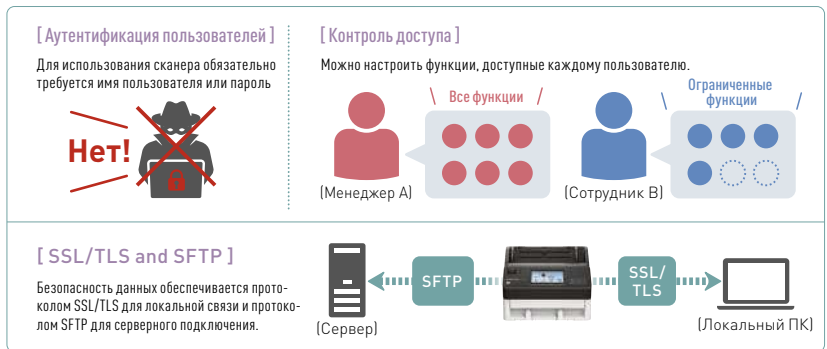 [ Аутентификация пользователей ]
Для использования сканера обязательно
требуется имя пользователя или пароль
Нет!
[ Контроль доступа ]
Можно настроить функции, доступные каждому пользователю.
Все функции
(Менеджер А)
Ограниченные
функции
(Сотрудник В)
[ SSL/TLS and SFTP ]
Безопасность данных обеспечивается прото-
колом SSL/TLS для локальной связи и протоко-
лом SFTP для серверного подключения.
(Сервер)
SFTP
SSL/
TLS
(Локальный ПК)